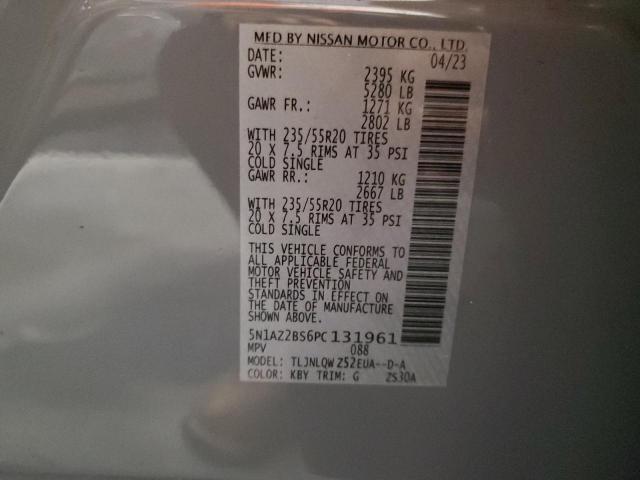 MFD BY NISSAN MOTOR CO., LTD.
DATE: 04/23
GVWR: 2395 KG
5280 LB
GAWR FR.: 1271 KG
2802 LB
WITH 235/55R20 TIRES
20 X 7.5 RIMS AT 35 PSI
COLD SINGLE
GAWR RR.: 1210 KG
2667 LB
WITH 235/55R20 TIRES
20 X 7.5 RIMS AT 35 PSI
COLD SINGLE
THIS VEHICLE CONFORMS TO
ALL APPLICABLE FEDERAL
MOTOR VEHICLE SAFETY AND
THEFT PREVENTION
STANDARDS IN EFFECT ON
THE DATE OF MANUFACTURE
SHOWN ABOVE.
5N1AZ2BS6PC131961
MPV 088
MODEL: TLJNLQW Z52EUA--D-A
COLOR: KBY TRIM: G ZS30A